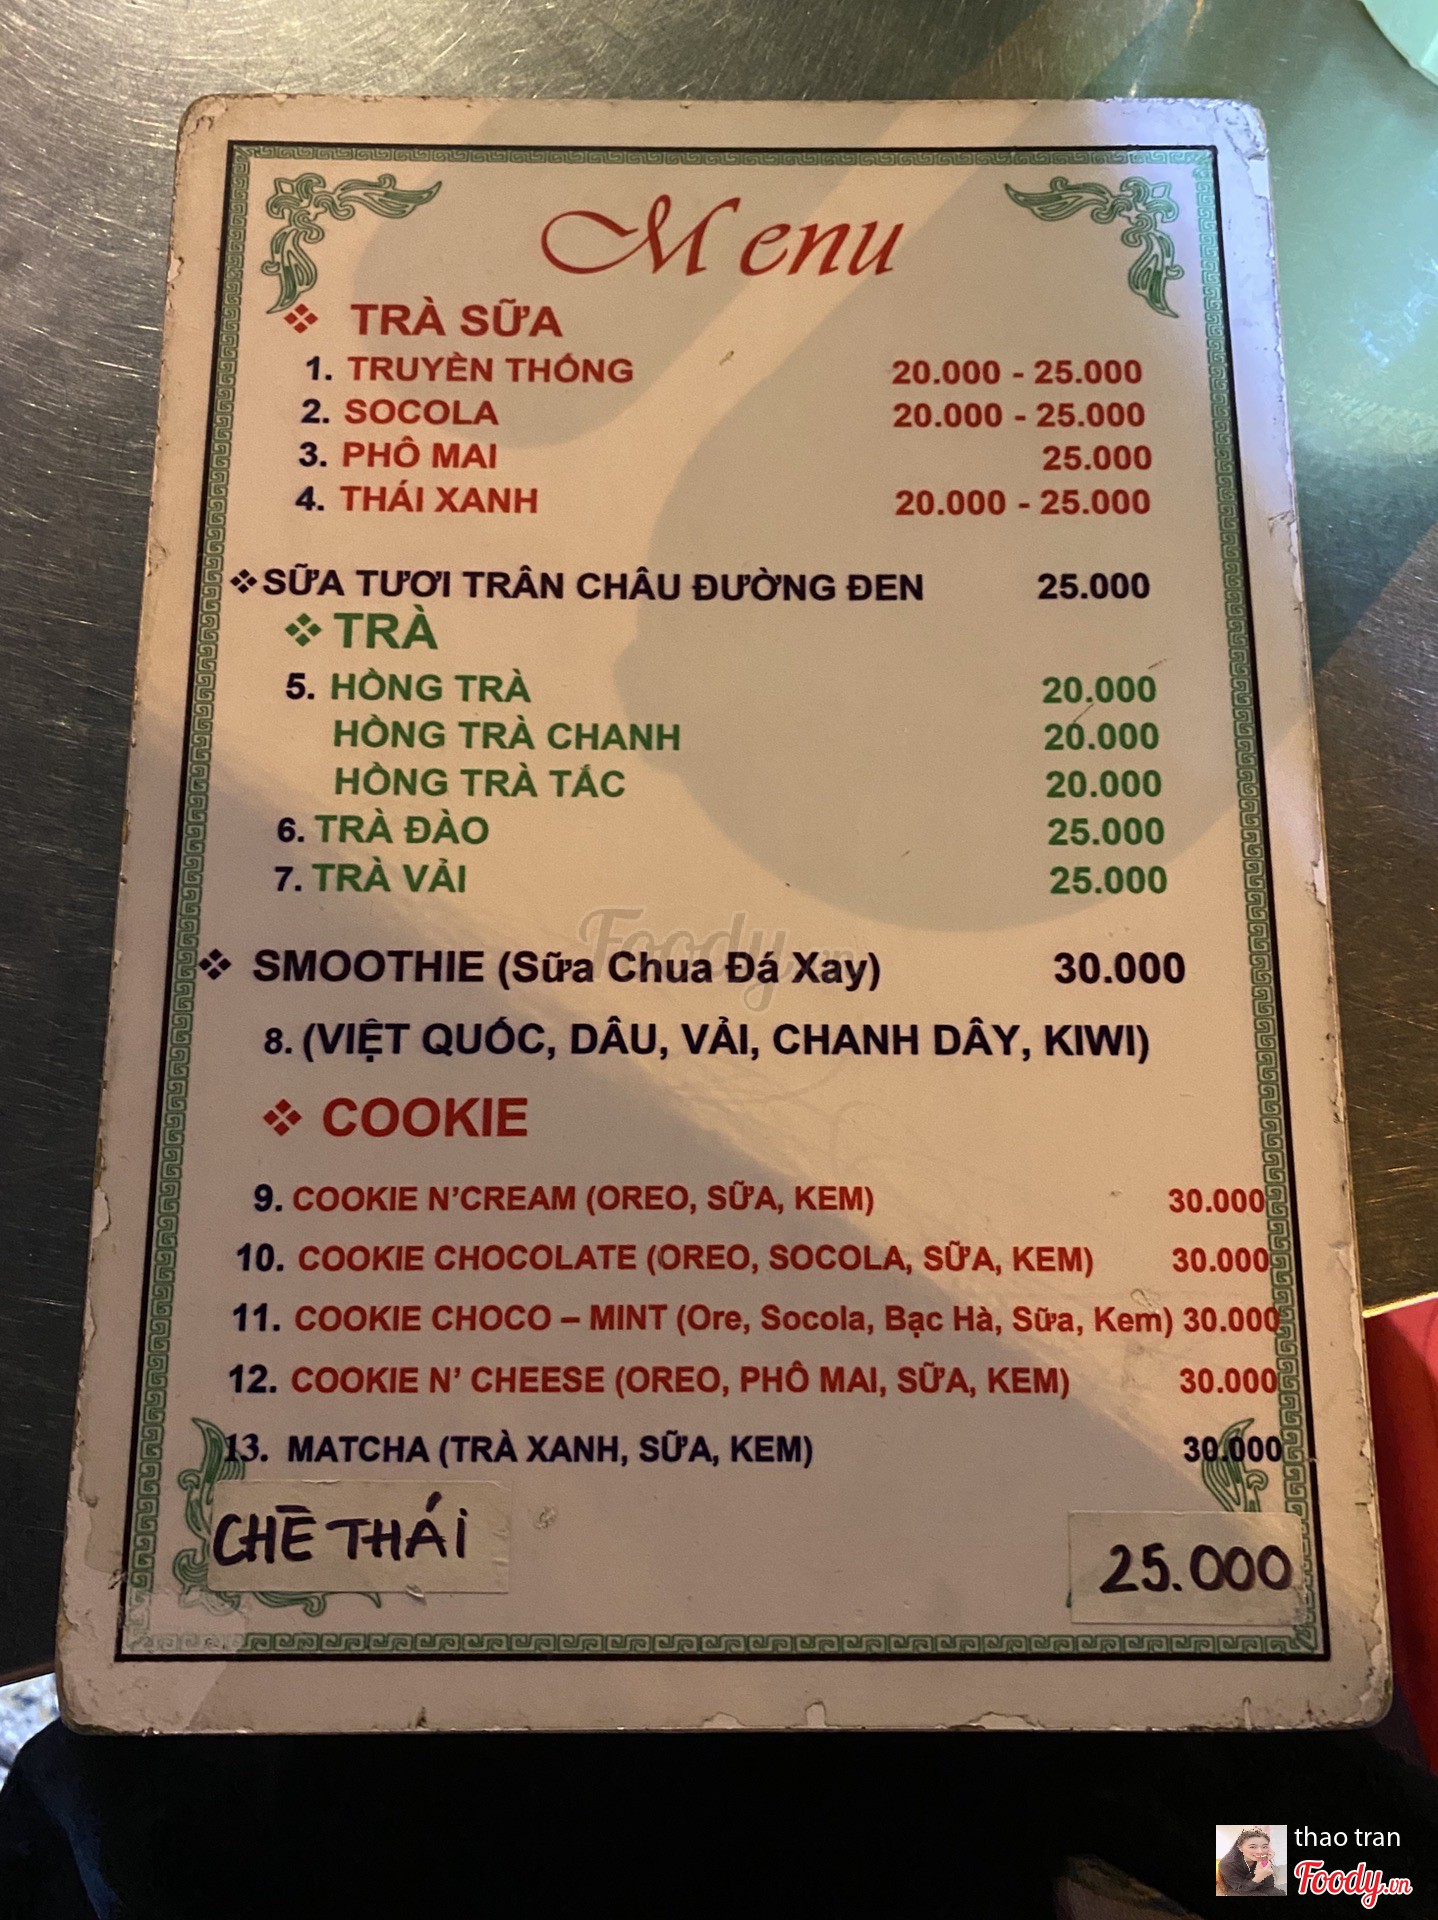 Menu
❖ TRÀ SỮA
1. TRUYỀN THỐNG 20.000 - 25.000
2. SOCOLA 20.000 - 25.000
3. PHÔ MAI 25.000
4. THÁI XANH 20.000 - 25.000
❖ SỮA TƯƠI TRÂN CHÂU ĐƯỜNG ĐEN 25.000
❖ TRÀ
5. HỒNG TRÀ 20.000
HỒNG TRÀ CHANH 20.000
HỒNG TRÀ TẮC 20.000
6. TRÀ ĐÀO 25.000
7. TRÀ VẢI 25.000
Foody.vn
❖ SMOOTHIE (Sữa Chua Đá Xay) 30.000
8. (VIỆT QUỐC, DÂU, VẢI, CHANH DÂY, KIWI)
❖ COOKIE
9. COOKIE N'CREAM (OREO, SỮA, KEM) 30.000
10. COOKIE CHOCOLATE (OREO, SOCOLA, SỮA, KEM) 30.000
11. COOKIE CHOCO – MINT (Ore, Socola, Bạc Hà, Sữa, Kem) 30.000
12. COOKIE N' CHEESE (OREO, PHÔ MAI, SỮA, KEM) 30.000
13. MATCHA (TRÀ XANH, SỮA, KEM) 30.000
CHÈ THÁI 25.000
thao tran
Foody.vn